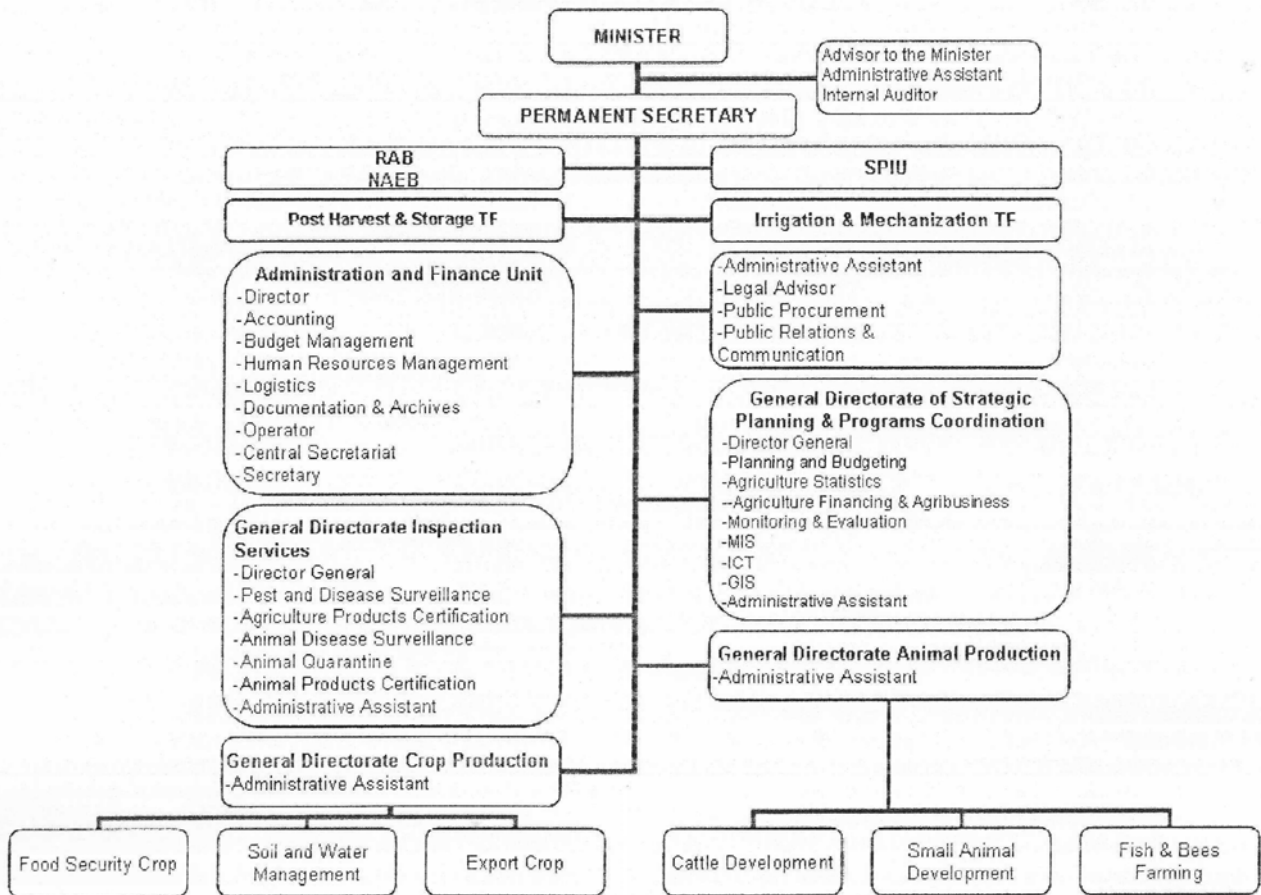 MINISTER
Advisor to the Minister
Administrative Assistant
Internal Auditor
PERMANENT SECRETARY
RAB
NAEB
SPIU
Post Harvest & Storage TF
Irrigation & Mechanization TF
Administration and Finance Unit
-Director
-Accounting
-Budget Management
-Human Resources Management
-Logistics
-Documentation & Archives
-Operator
-Central Secretariat
-Secretary
-Administrative Assistant
-Legal Advisor
-Public Procurement
-Public Relations &
Communication
General Directorate of Strategic
Planning & Programs Coordination
-Director General
-Planning and Budgeting
-Agriculture Statistics
--Agriculture Financing & Agribusiness
-Monitoring & Evaluation
-MIS
-ICT
-GIS
-Administrative Assistant
General Directorate Inspection
Services
-Director General
-Pest and Disease Surveillance
-Agriculture Products Certification
-Animal Disease Surveillance
-Animal Quarantine
-Animal Products Certification
-Administrative Assistant
General Directorate Animal Production
-Administrative Assistant
General Directorate Crop Production
-Administrative Assistant
Food Security Crop
Soil and Water
Management
Export Crop
Cattle Development
Small Animal
Development
Fish & Bees
Farming